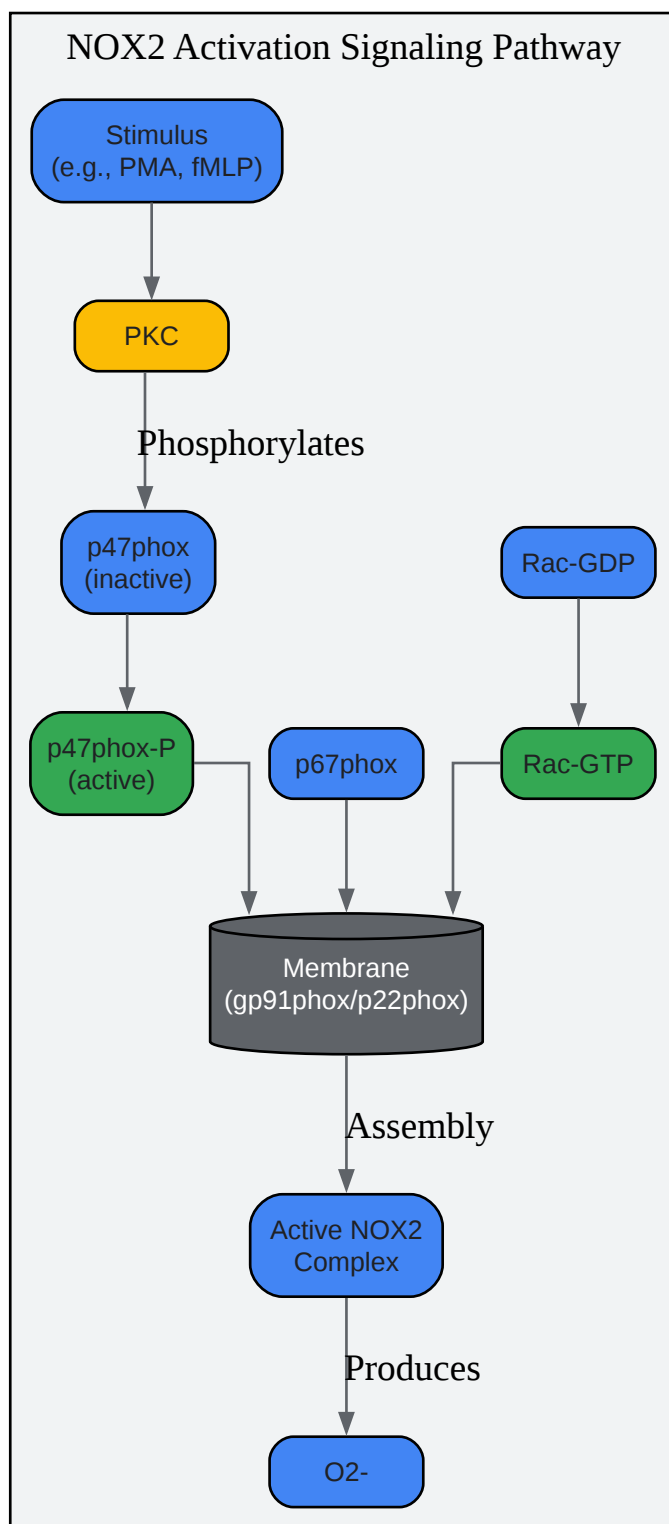 NOX2 Activation Signaling Pathway
Stimulus
(e.g., PMA, fMLP)
PKC
Phosphorylates
p47phox
(inactive)
Rac-GDP
p47phox-P
(active)
p67phox
Rac-GTP
Membrane
(gp91phox/p22phox)
Assembly
Active NOX2
Complex
Produces
O2-